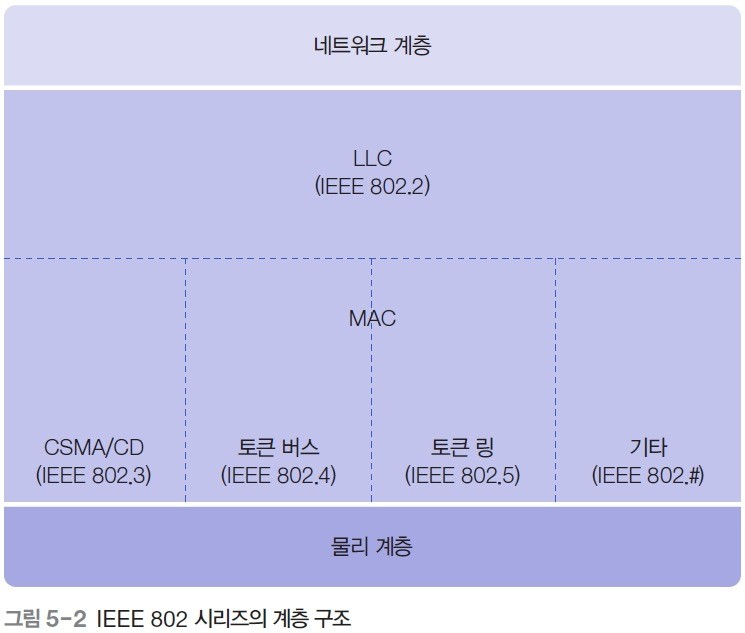 네트워크 계층
LLC
(IEEE 802.2)
MAC
CSMA/CD
(IEEE 802.3)
토큰 버스
(IEEE 802.4)
토큰 링
(IEEE 802.5)
기타
(IEEE 802.#)
물리 계층
그림 5-2 IEEE 802 시리즈의 계층 구조